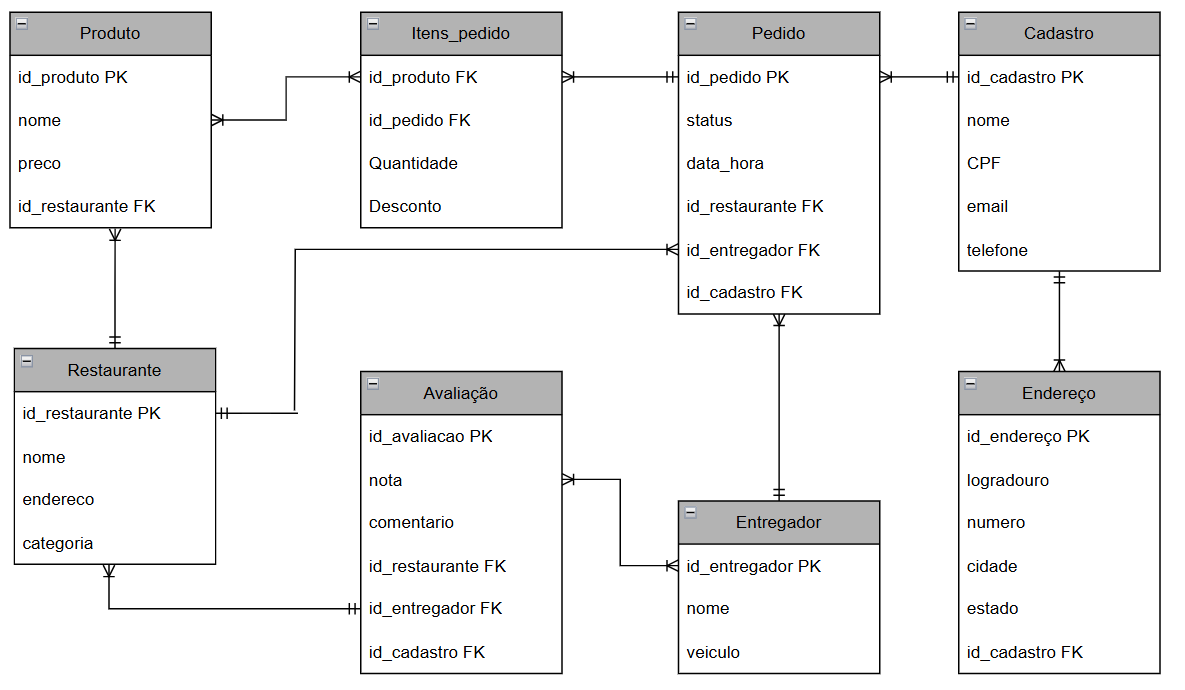 Produto
id_produto PK
nome
preco
id_restaurante FK
Itens_pedido
id_produto FK
id_pedido FK
Quantidade
Desconto
Pedido
id_pedido PK
status
data_hora
id_restaurante FK
id_entregador FK
id_cadastro FK
Cadastro
id_cadastro PK
nome
CPF
email
telefone
Restaurante
id_restaurante PK
nome
endereco
categoria
Avaliação
id_avaliacao PK
nota
comentario
id_restaurante FK
id_entregador FK
id_cadastro FK
Entregador
id_entregador PK
nome
veiculo
Endereço
id_endereço PK
logradouro
numero
cidade
estado
id_cadastro FK